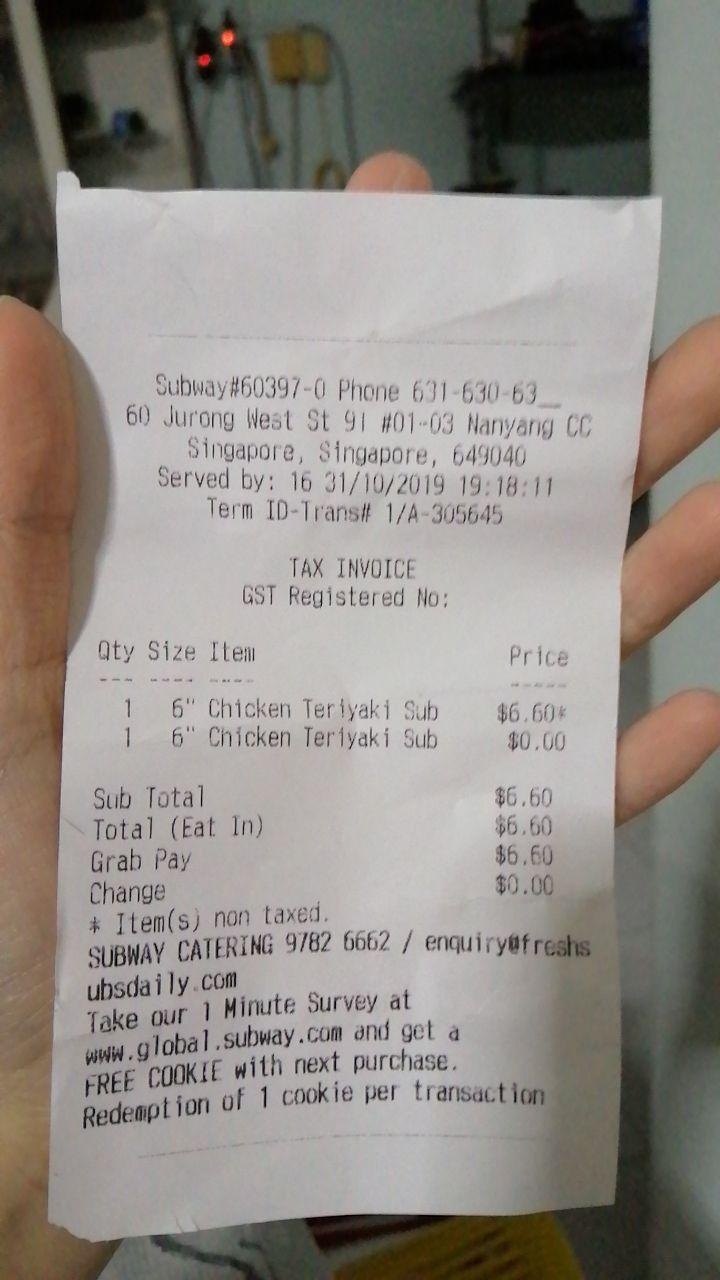 Subway#60397-0 Phone 631-630-63__
60 Jurong West St 91 #01-03 Nanyang CC
Singapore, Singapore, 649040
Served by: 16 31/10/2019 19:18:11
Term ID-Trans# 1/A-305645
TAX INVOICE
GST Registered No:
Qty Size Item Price
--- ---- ---- -----
1 6" Chicken Teriyaki Sub $6.60*
1 6" Chicken Teriyaki Sub $0.00
Sub Total $6.60
Total (Eat In) $6.60
Grab Pay $6.60
Change $0.00
* Item(s) non taxed.
SUBWAY CATERING 9782 6662 / enquiry@freshs
ubsdaily.com
Take our 1 Minute Survey at
www.global.subway.com and get a
FREE COOKIE with next purchase.
Redemption of 1 cookie per transaction